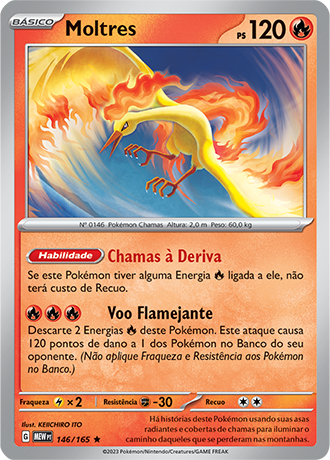 BÁSICO
Moltres
PS 120
Nº 0146 Pokémon Chamas Altura: 2,0 m Peso: 60,0 kg
Habilidade Chamas à Deriva
Se este Pokémon tiver alguma Energia ligada a ele, não
terá custo de Recuo.
Voo Flamejante
Descarte 2 Energias deste Pokémon. Este ataque causa
120 pontos de dano a 1 dos Pokémon no Banco do seu
oponente. (Não aplique Fraqueza e Resistência aos Pokémon
no Banco.)
Fraqueza ×2 Resistência -30 Recuo
Ilust. KEIICHIRO ITO
G MEW PT 146/165
Há histórias deste Pokémon usando suas asas
radiantes e cobertas de chamas para iluminar o
caminho daqueles que se perderam nas montanhas.
©2023 Pokémon/Nintendo/Creatures/GAME FREAK